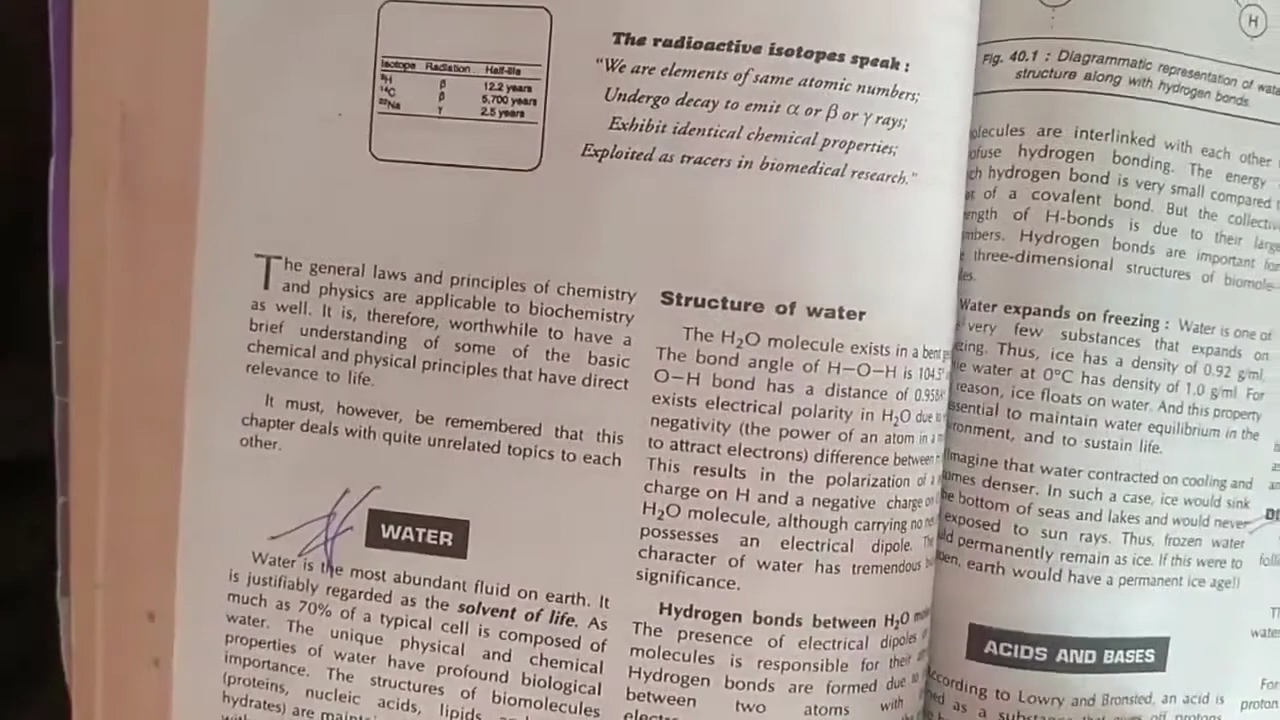 Isotope Radiation Half-life
³H β 12.2 years
¹⁴C β 5,700 years
²²Na γ 2.5 years
The radioactive isotopes speak :
"We are elements of same atomic numbers;
Undergo decay to emit α or β or γ rays;
Exhibit identical chemical properties;
Exploited as tracers in biomedical research."
The general laws and principles of chemistry
and physics are applicable to biochemistry
as well. It is, therefore, worthwhile to have a
brief understanding of some of the basic
chemical and physical principles that have direct
relevance to life.
It must, however, be remembered that this
chapter deals with quite unrelated topics to each
other.
WATER
Water is the most abundant fluid on earth. It
is justifiably regarded as the solvent of life. As
much as 70% of a typical cell is composed of
water. The unique physical and chemical
properties of water have profound biological
importance. The structures of biomolecules
(proteins, nucleic acids, lipids
hydrates) are
Structure of water
The H₂O molecule exists in a bent
The bond angle of H–O–H is 104.5°
O–H bond has a distance of
exists electrical polarity in H₂O due
negativity (the power of an atom in a
to attract electrons) difference between
This results in the polarization of
charge on H and a negative charge
H₂O molecule, although carrying no
possesses an electrical dipole.
character of water has tremendous
significance.
Hydrogen bonds between H₂O
The presence of electrical dipoles
molecules is responsible for their
Hydrogen bonds are formed due
between two atoms with
H
Fig. 40.1 : Diagrammatic representation of
structure along with hydrogen bonds.
are interlinked with each other
hydrogen bonding. The energy
hydrogen bond is very small compared
of a covalent bond. But the
of H-bonds is due to their
Hydrogen bonds are important
three-dimensional structures of
Water expands on freezing : Water is one of
very few substances that expands on
Thus, ice has a density of 0.92 g/ml,
water at 0°C has density of 1.0 g/ml. For
reason, ice floats on water. And this property
to maintain water equilibrium in the
and to sustain life.
Imagine that water contracted on cooling and
denser. In such a case, ice would sink
bottom of seas and lakes and would never
exposed to sun rays. Thus, frozen water
permanently remain as ice. If this were to
earth would have a permanent ice age!!
ACIDS AND BASES
According to Lowry and Bronsted, an acid is
as a substance that gives off protons
For